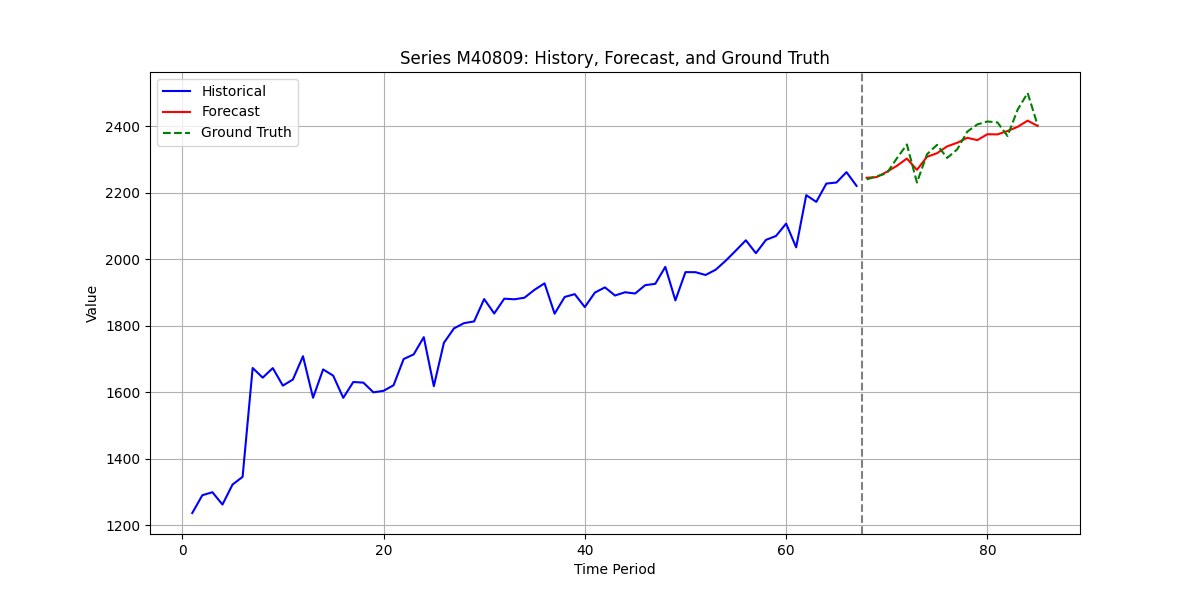 Series M40809: History, Forecast, and Ground Truth
Historical
Forecast
Ground Truth
Value
2400
2200
2000
1800
1600
1400
1200
0 20 40 60 80
Time Period